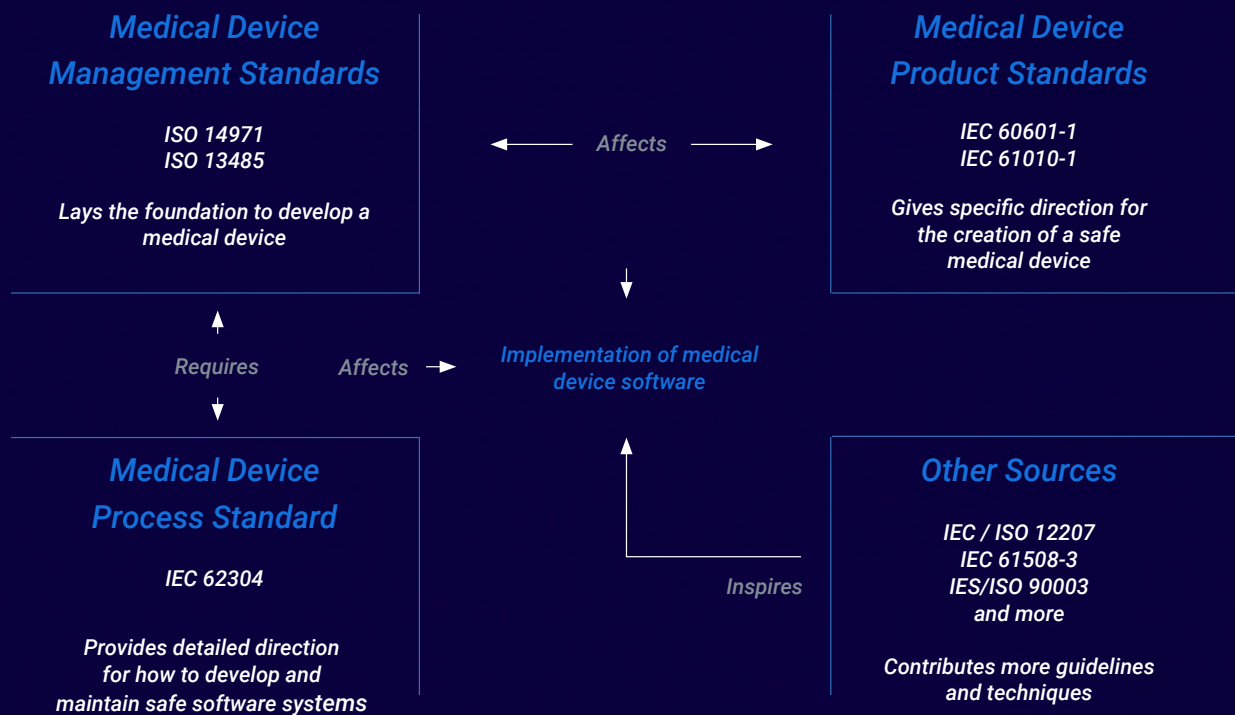 Medical Device
Management Standards
ISO 14971
ISO 13485
Lays the foundation to develop a
medical device
Affects
Medical Device
Product Standards
IEC 60601-1
IEC 61010-1
Gives specific direction for
the creation of a safe
medical device
Requires
Affects
Implementation of medical
device software
Medical Device
Process Standard
IEC 62304
Provides detailed direction
for how to develop and
maintain safe software systems
Inspires
Other Sources
IEC / ISO 12207
IEC 61508-3
IES/ISO 90003
and more
Contributes more guidelines
and techniques